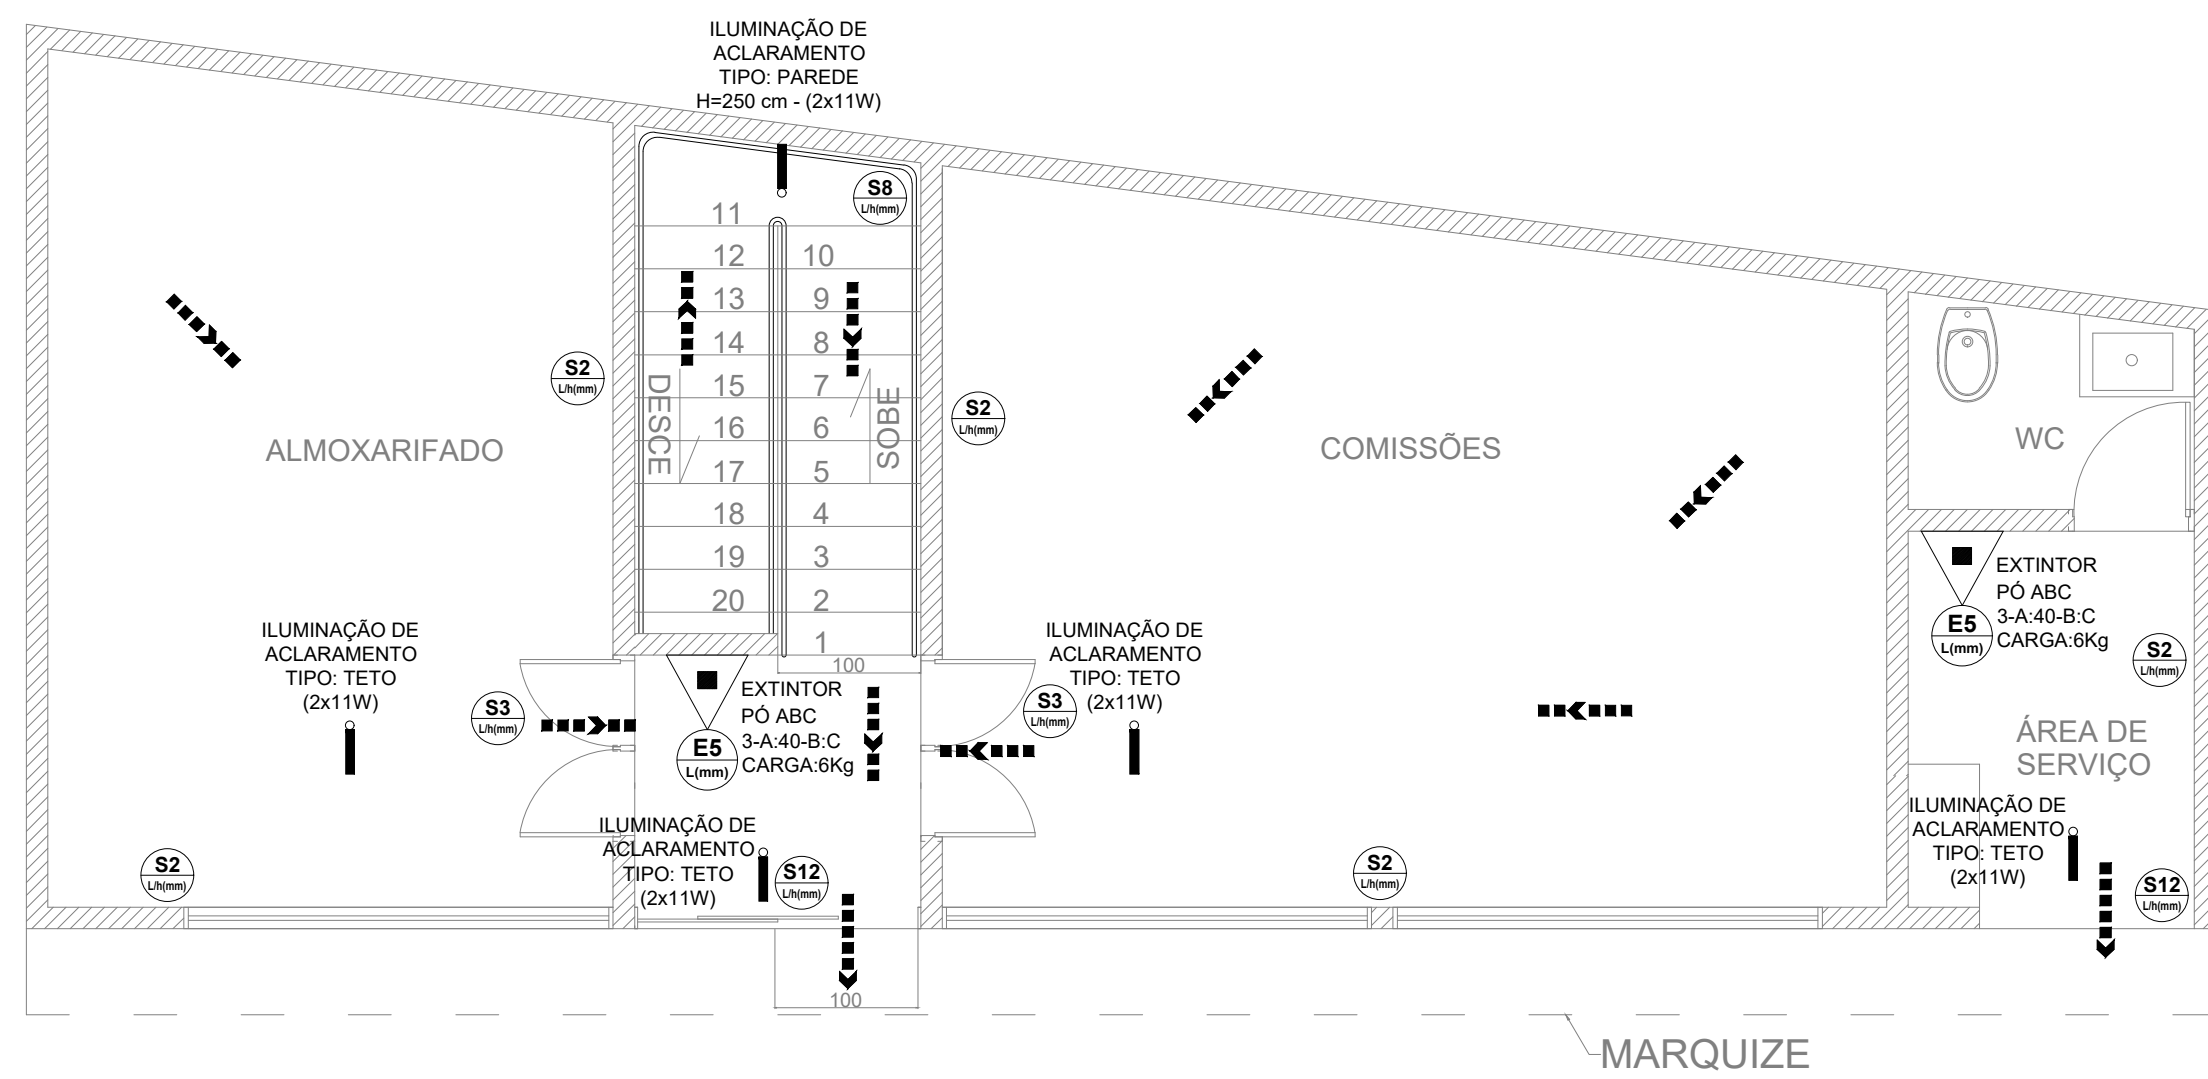 ILUMINAÇÃO DE
ACLARAMENTO
TIPO: PAREDE
H=250 cm - (2x11W)
S8
L/h(mm)
11
12
10
13
9
14
8
15
7
16
6
17
5
18
4
19
3
20
2
1
100
DESCE
SOBE
S2
L/h(mm)
ALMOXARIFADO
ILUMINAÇÃO DE
ACLARAMENTO
TIPO: TETO
(2x11W)
S3
L/h(mm)
S2
L/h(mm)
EXTINTOR
PÓ ABC
3-A:40-B:C
CARGA:6Kg
E5
L(mm)
ILUMINAÇÃO DE
ACLARAMENTO
TIPO: TETO
(2x11W)
S12
L/h(mm)
100
S2
L/h(mm)
COMISSÕES
ILUMINAÇÃO DE
ACLARAMENTO
TIPO: TETO
(2x11W)
S3
L/h(mm)
S2
L/h(mm)
WC
EXTINTOR
PÓ ABC
3-A:40-B:C
CARGA:6Kg
E5
L(mm)
S2
L/h(mm)
ÁREA DE
SERVIÇO
ILUMINAÇÃO DE
ACLARAMENTO
TIPO: TETO
(2x11W)
S12
L/h(mm)
MARQUIZE